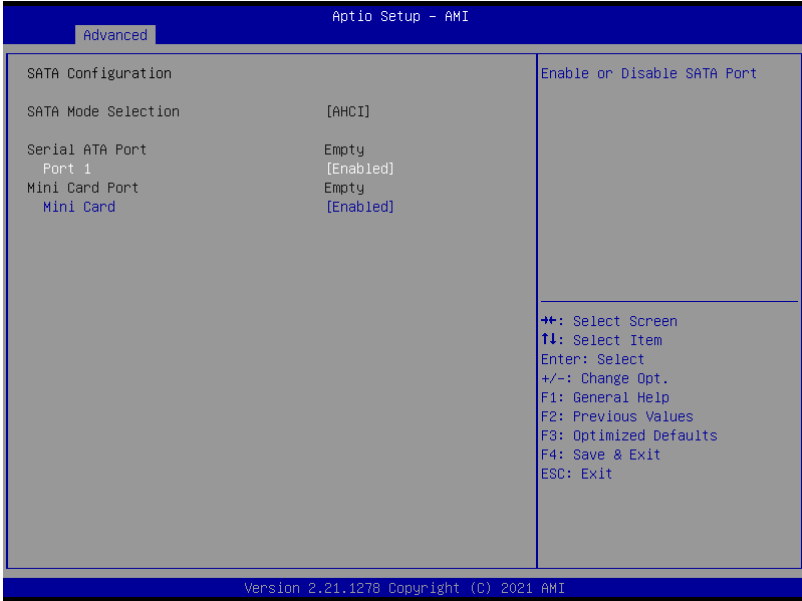 Aptio Setup – AMI
Advanced
SATA Configuration
SATA Mode Selection [AHCI]
Serial ATA Port Empty
Port 1 [Enabled]
Mini Card Port Empty
Mini Card [Enabled]
Enable or Disable SATA Port
→←: Select Screen
↑↓: Select Item
Enter: Select
+/-: Change Opt.
F1: General Help
F2: Previous Values
F3: Optimized Defaults
F4: Save & Exit
ESC: Exit
Version 2.21.1278 Copyright (C) 2021 AMI